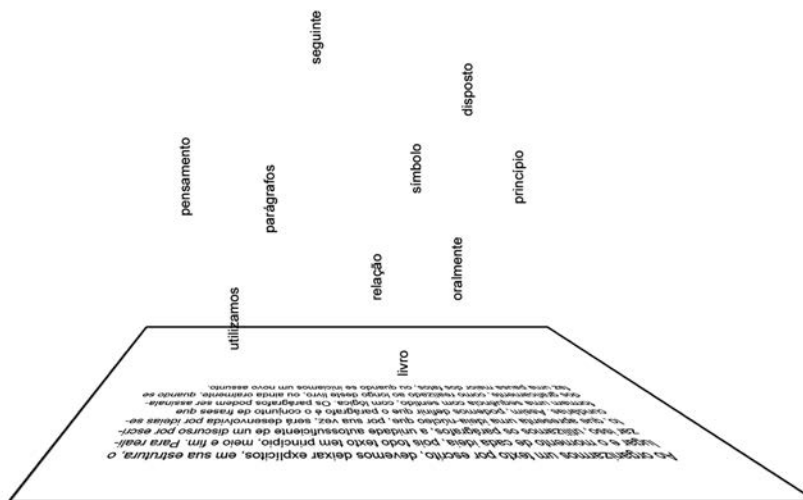 seguinte
disposto
pensamento
parágrafos
símbolo
princípio
relação
oralmente
utilizamos
livro
Ao organizarmos um texto por escrito, devemos deixar explícitos, em sua estrutura, o
lugar e o momento de cada ideia, pois todo texto tem princípio, meio e fim. Para reali-
zar isso, utilizamos os parágrafos, a unidade autossuficiente de um discurso por escri-
to, que apresenta uma ideia-núcleo que, por sua vez, será desenvolvida por ideias se-
cundárias. Assim, podemos definir que o parágrafo é o conjunto de frases que
formam uma sequência com sentido, com lógica. Os parágrafos podem ser assinala-
dos graficamente, como realizado ao longo deste livro, ou ainda oralmente, quando se
faz uma pausa maior dos fatos, ou quando se iniciamos um novo assunto.